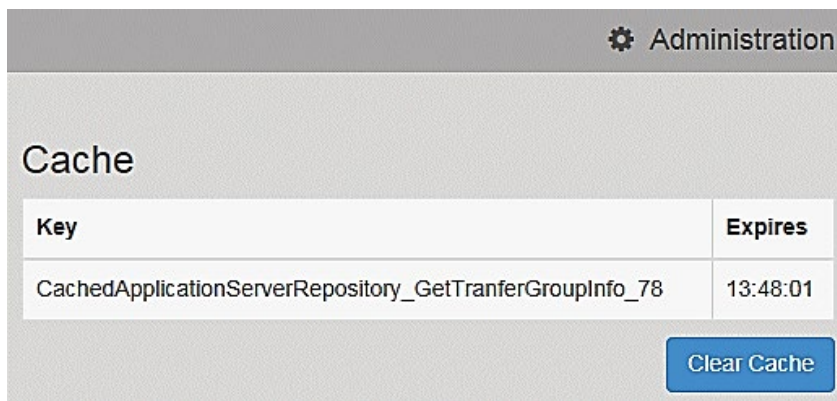 Administration
Cache
Key Expires
CachedApplicationServerRepository_GetTranferGroupInfo_78 13:48:01
Clear Cache